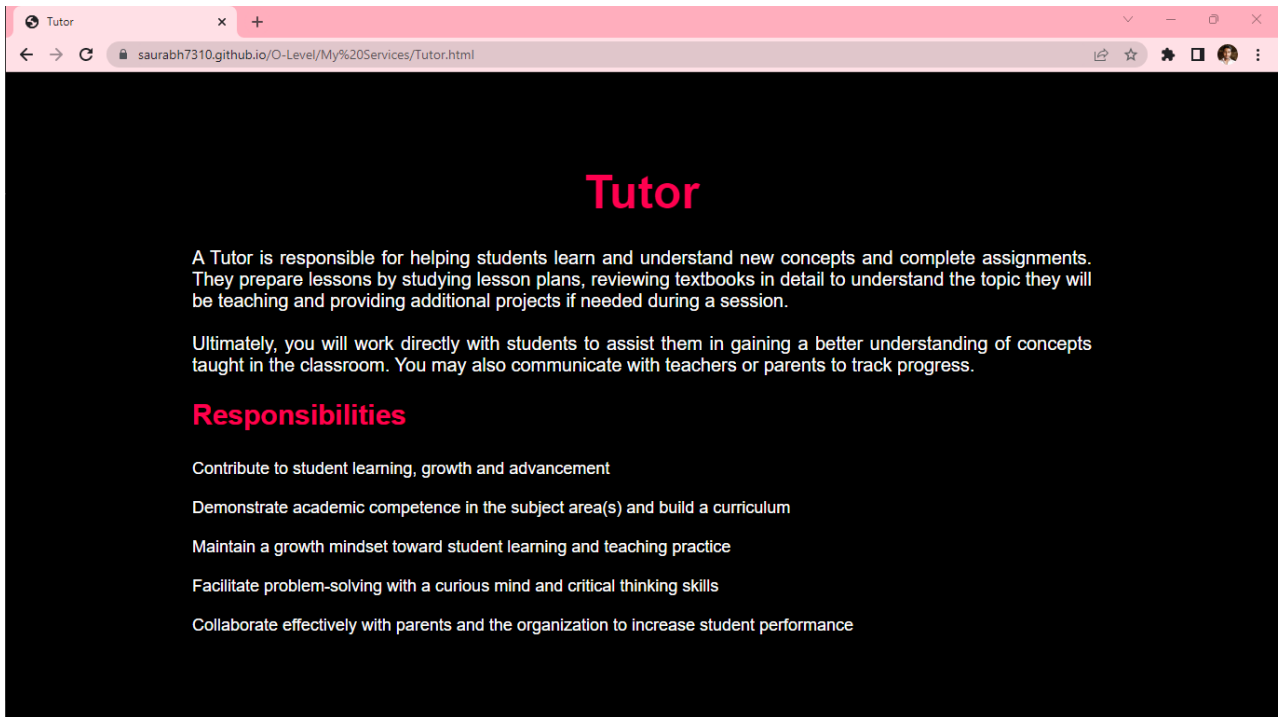 Tutor
saurabh7310.github.io/O-Level/My%20Services/Tutor.html
Tutor
A Tutor is responsible for helping students learn and understand new concepts and complete assignments.
They prepare lessons by studying lesson plans, reviewing textbooks in detail to understand the topic they will
be teaching and providing additional projects if needed during a session.
Ultimately, you will work directly with students to assist them in gaining a better understanding of concepts
taught in the classroom. You may also communicate with teachers or parents to track progress.
Responsibilities
Contribute to student learning, growth and advancement
Demonstrate academic competence in the subject area(s) and build a curriculum
Maintain a growth mindset toward student learning and teaching practice
Facilitate problem-solving with a curious mind and critical thinking skills
Collaborate effectively with parents and the organization to increase student performance